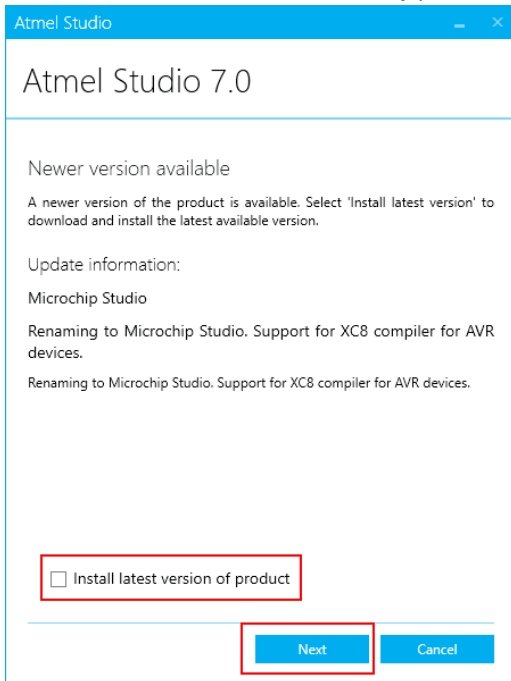 Atmel Studio
Atmel Studio 7.0
Newer version available
A newer version of the product is available. Select 'Install latest version' to
download and install the latest available version.
Update information:
Microchip Studio
Renaming to Microchip Studio. Support for XC8 compiler for AVR
devices.
Renaming to Microchip Studio. Support for XC8 compiler for AVR devices.
Install latest version of product
Next Cancel